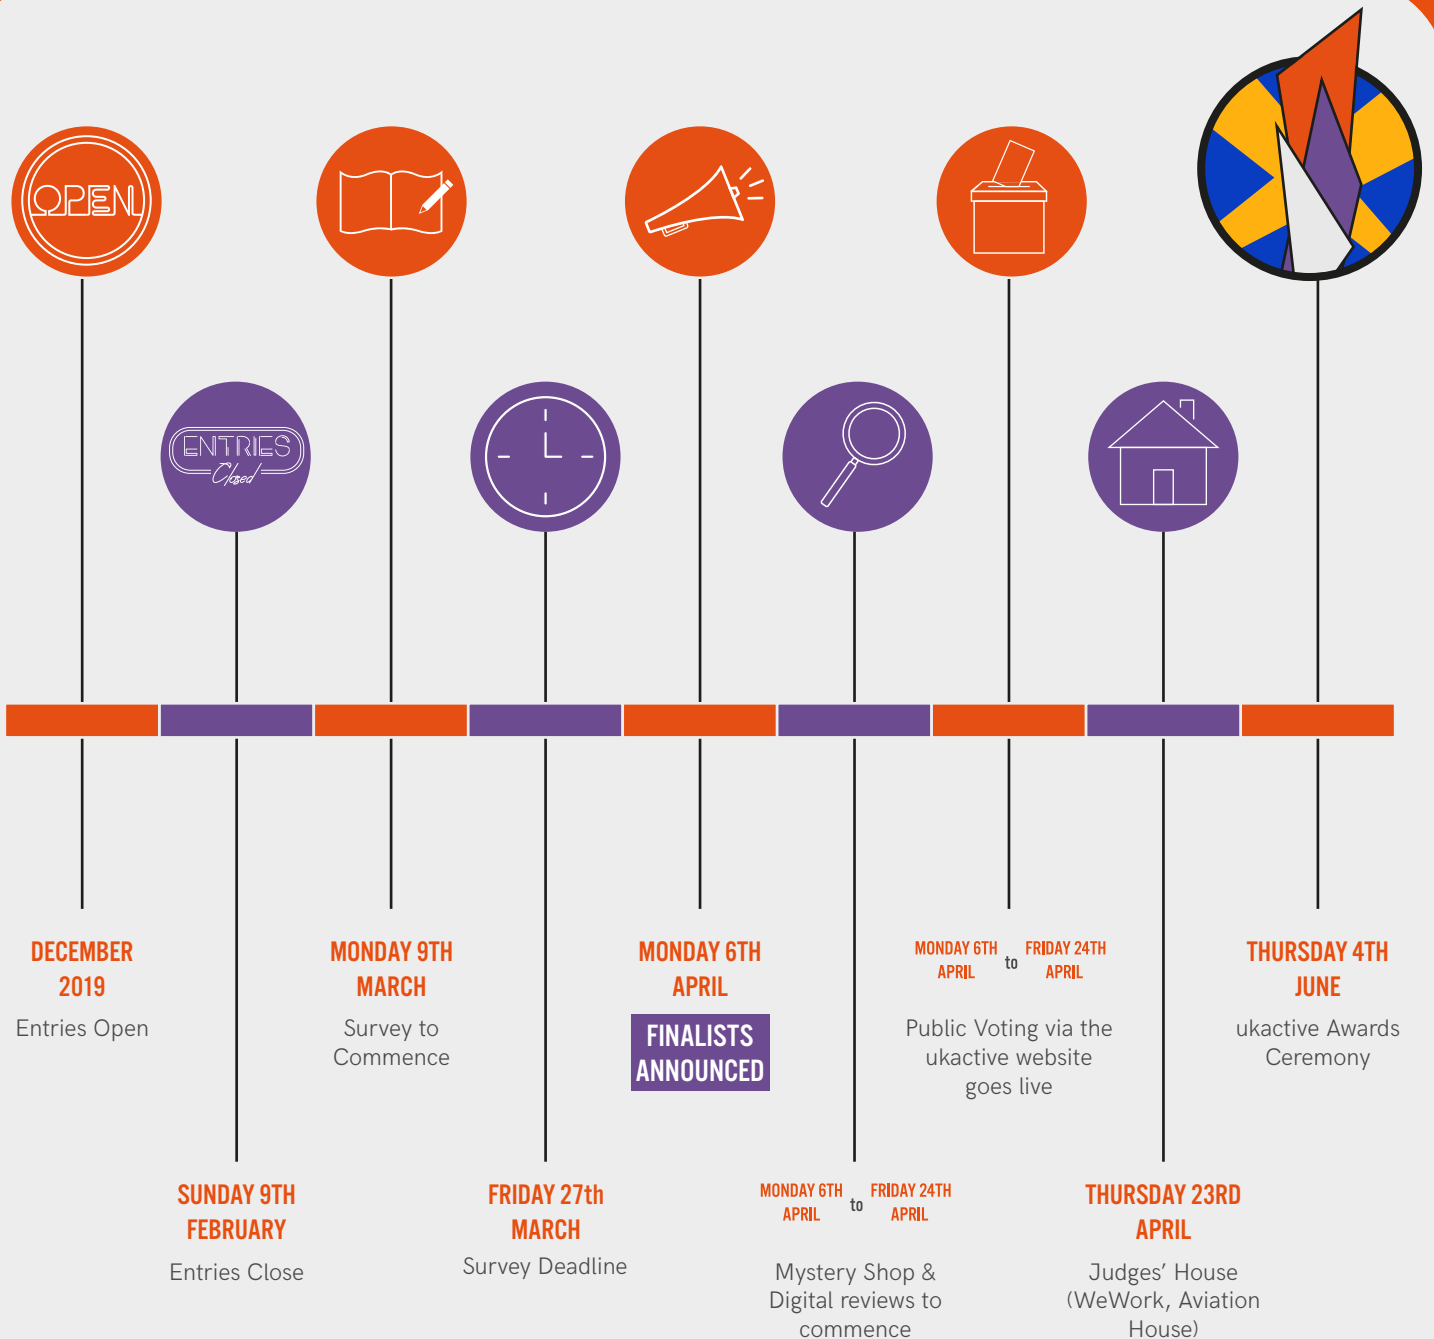 OPEN
ENTRIES
Closed
DECEMBER
2019
Entries Open
MONDAY 9TH
MARCH
Survey to
Commence
MONDAY 6TH
APRIL
FINALISTS
ANNOUNCED
MONDAY 6TH
APRIL
to
FRIDAY 24TH
APRIL
Public Voting via the
ukactive website
goes live
THURSDAY 4TH
JUNE
ukactive Awards
Ceremony
SUNDAY 9TH
FEBRUARY
Entries Close
FRIDAY 27th
MARCH
Survey Deadline
MONDAY 6TH
APRIL
to
FRIDAY 24TH
APRIL
Mystery Shop &
Digital reviews to
commence
THURSDAY 23RD
APRIL
Judges’ House
(WeWork, Aviation
House)